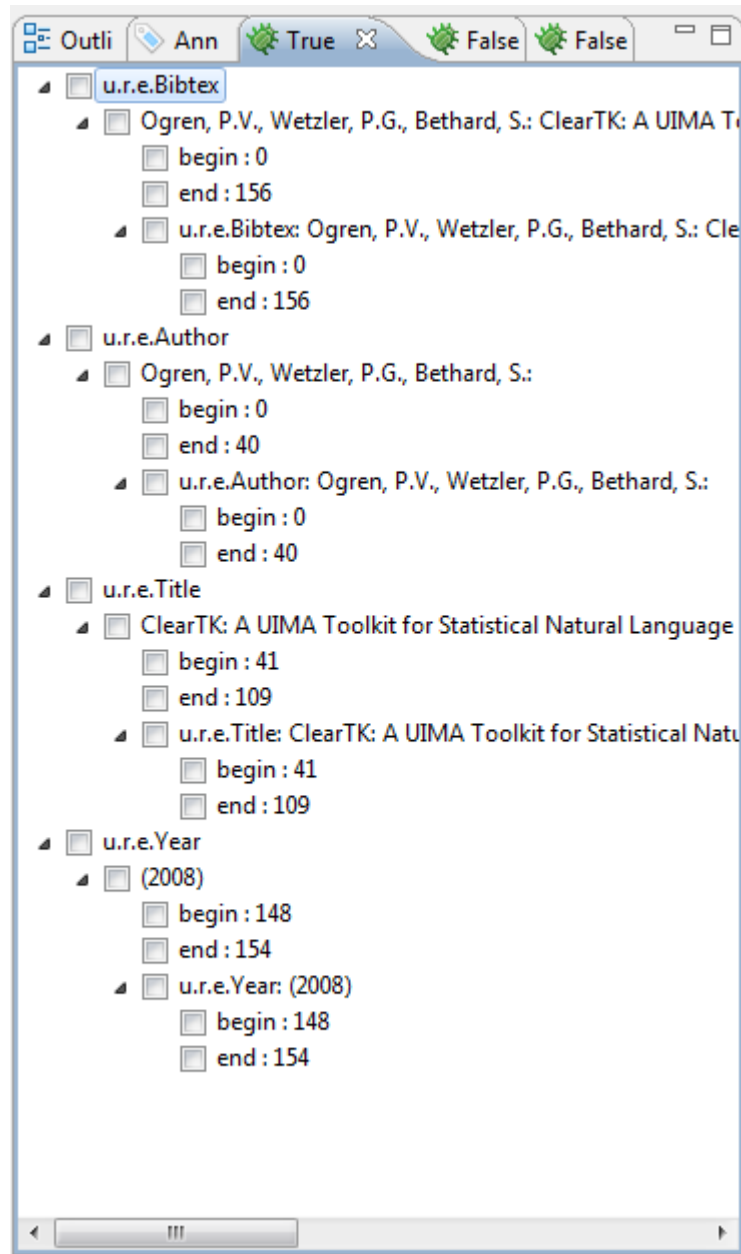 Outli Ann True False False
u.r.e.Bibtex
Ogren, P.V., Wetzler, P.G., Bethard, S.: ClearTK: A UIMA T
begin : 0
end : 156
u.r.e.Bibtex: Ogren, P.V., Wetzler, P.G., Bethard, S.: Cle
begin : 0
end : 156
u.r.e.Author
Ogren, P.V., Wetzler, P.G., Bethard, S.:
begin : 0
end : 40
u.r.e.Author: Ogren, P.V., Wetzler, P.G., Bethard, S.:
begin : 0
end : 40
u.r.e.Title
ClearTK: A UIMA Toolkit for Statistical Natural Language
begin : 41
end : 109
u.r.e.Title: ClearTK: A UIMA Toolkit for Statistical Natu
begin : 41
end : 109
u.r.e.Year
(2008)
begin : 148
end : 154
u.r.e.Year: (2008)
begin : 148
end : 154